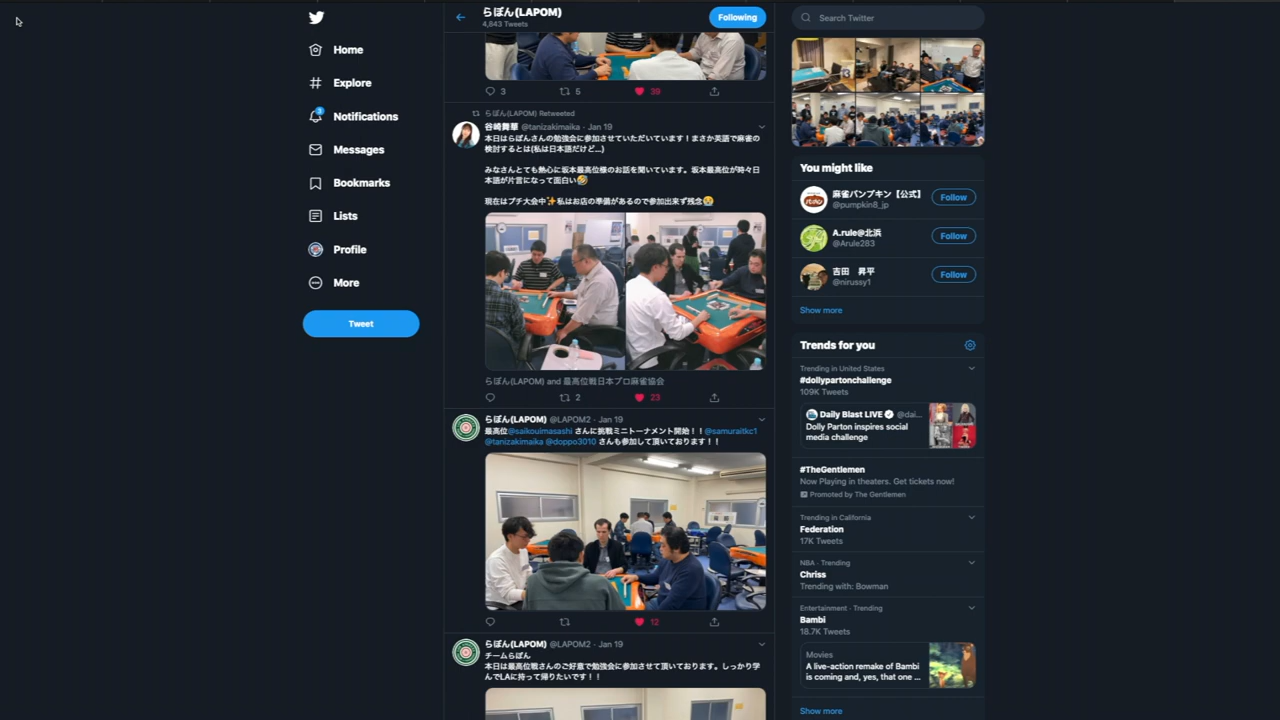 Home
Explore
Notifications
Messages
Bookmarks
Lists
Profile
More
Tweet
らぽん(LAPOM)
4,643 Tweets
Following
3
5
39
らぽん(LAPOM) Retweeted
谷崎舞華 @tanizakimaika · Jan 19
本日はらぽんさんの勉強会に参加させていただいています！まさか英語で麻雀の
検討するとは(私は日本語だけど...)
みなさんとても熱心に坂本最高位様のお話を聞いています。坂本最高位が時々日
本語が片言になって面白い🤣
現在はプチ大会中✨私はお店の準備があるので参加出来ず残念😭
らぽん(LAPOM) and 最高位戦日本プロ麻雀協会
2
23
らぽん(LAPOM) @LAPOM2 · Jan 19
最高位@saikouimasashi さんに挑戦ミニトーナメント開始！！@samuraitkc1
@tanizakimaika @doppo3010 さんも参加して頂いております！！
12
らぽん(LAPOM) @LAPOM2 · Jan 19
チームらぽん
本日は最高位戦さんのご好意で勉強会に参加させて頂いております。しっかり学
んでLAに持って帰りたいです！！
Search Twitter
You might like
麻雀パンプキン【公式】
@pumpkin8_jp
Follow
A.rule@北浜
@Arule283
Follow
吉田 昇平
@nirussy1
Follow
Show more
Trends for you
Trending in United States
#dollypartonchallenge
109K Tweets
Daily Blast LIVE @dai...
Dolly Parton inspires social
media challenge
#TheGentlemen
Now Playing in theaters. Get tickets now!
Promoted by The Gentlemen
Trending in California
Federation
17K Tweets
NBA · Trending
Chriss
Trending with: Bowman
Entertainment · Trending
Bambi
18.7K Tweets
Movies
A live-action remake of Bambi
is coming and, yes, that one ...
Show more